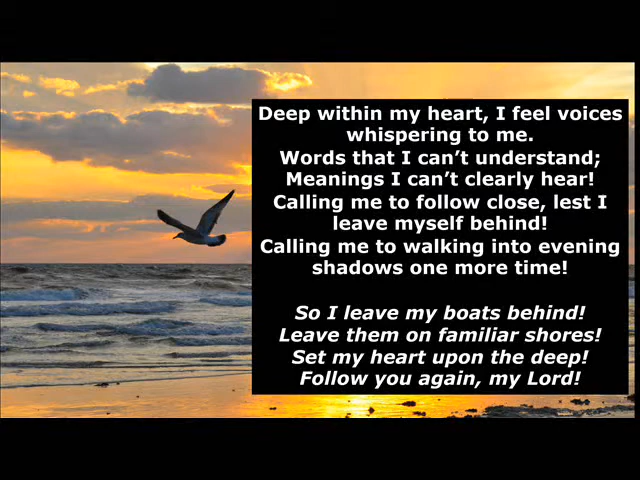 Deep within my heart, I feel voices
whispering to me.
Words that I can’t understand;
Meanings I can’t clearly hear!
Calling me to follow close, lest I
leave myself behind!
Calling me to walking into evening
shadows one more time!
So I leave my boats behind!
Leave them on familiar shores!
Set my heart upon the deep!
Follow you again, my Lord!